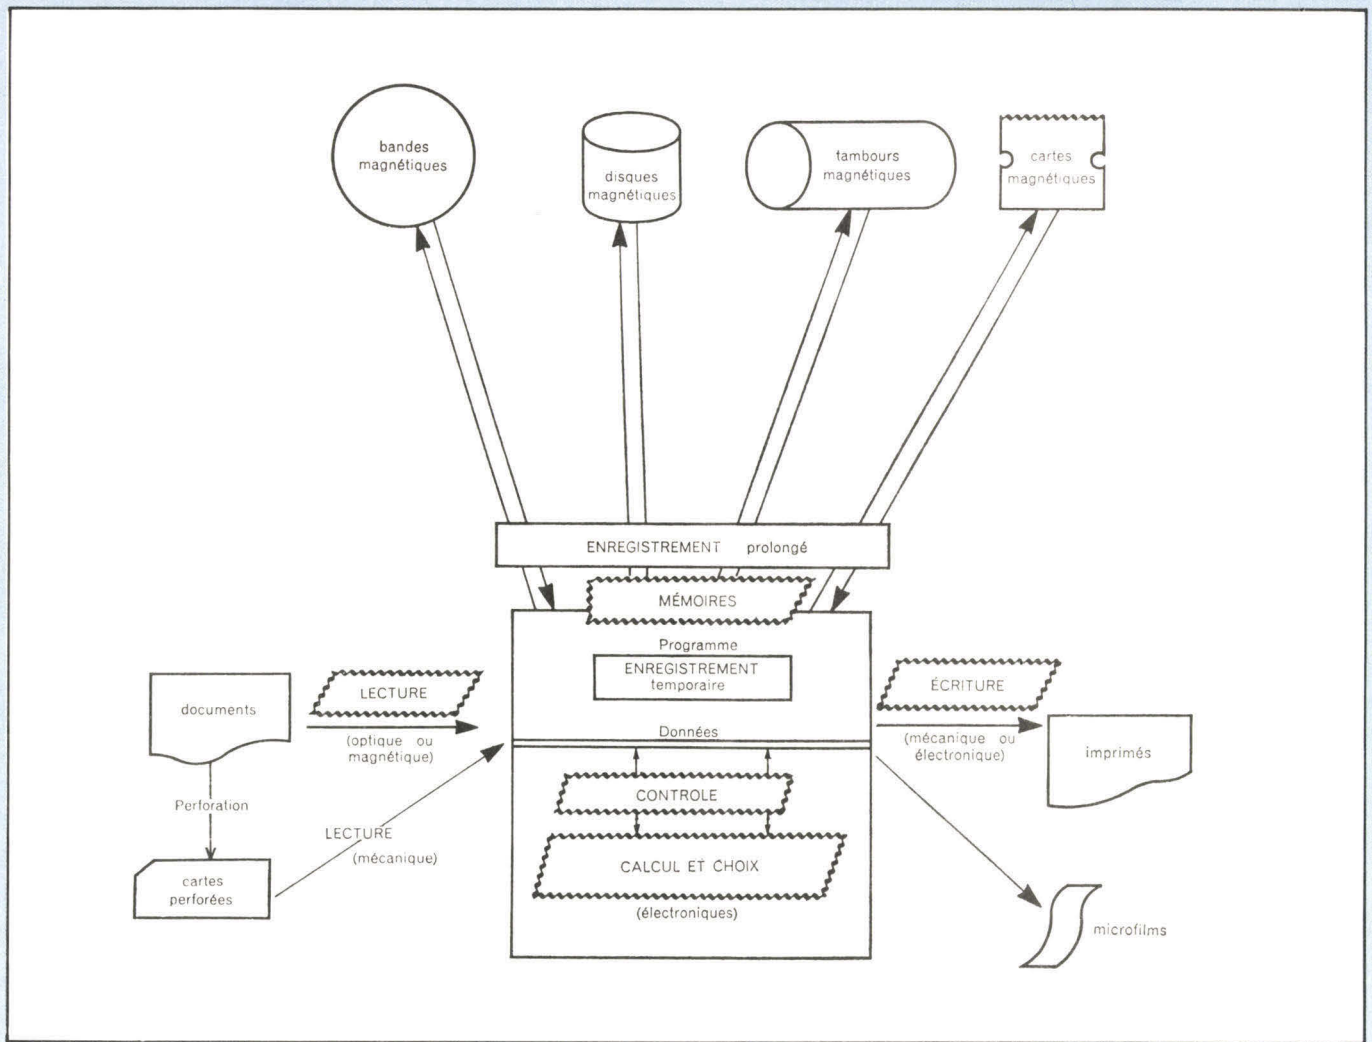 bandes
magnétiques
disques
magnétiques
tambours
magnétiques
cartes
magnétiques
ENREGISTREMENT prolongé
MÉMOIRES
Programme
ENREGISTREMENT
temporaire
Données
documents
LECTURE
(optique ou
magnétique)
Perforation
LECTURE
(mécanique)
cartes
perforées
CONTROLE
CALCUL ET CHOIX
(électroniques)
ÉCRITURE
(mécanique ou
électronique)
imprimés
microfilms